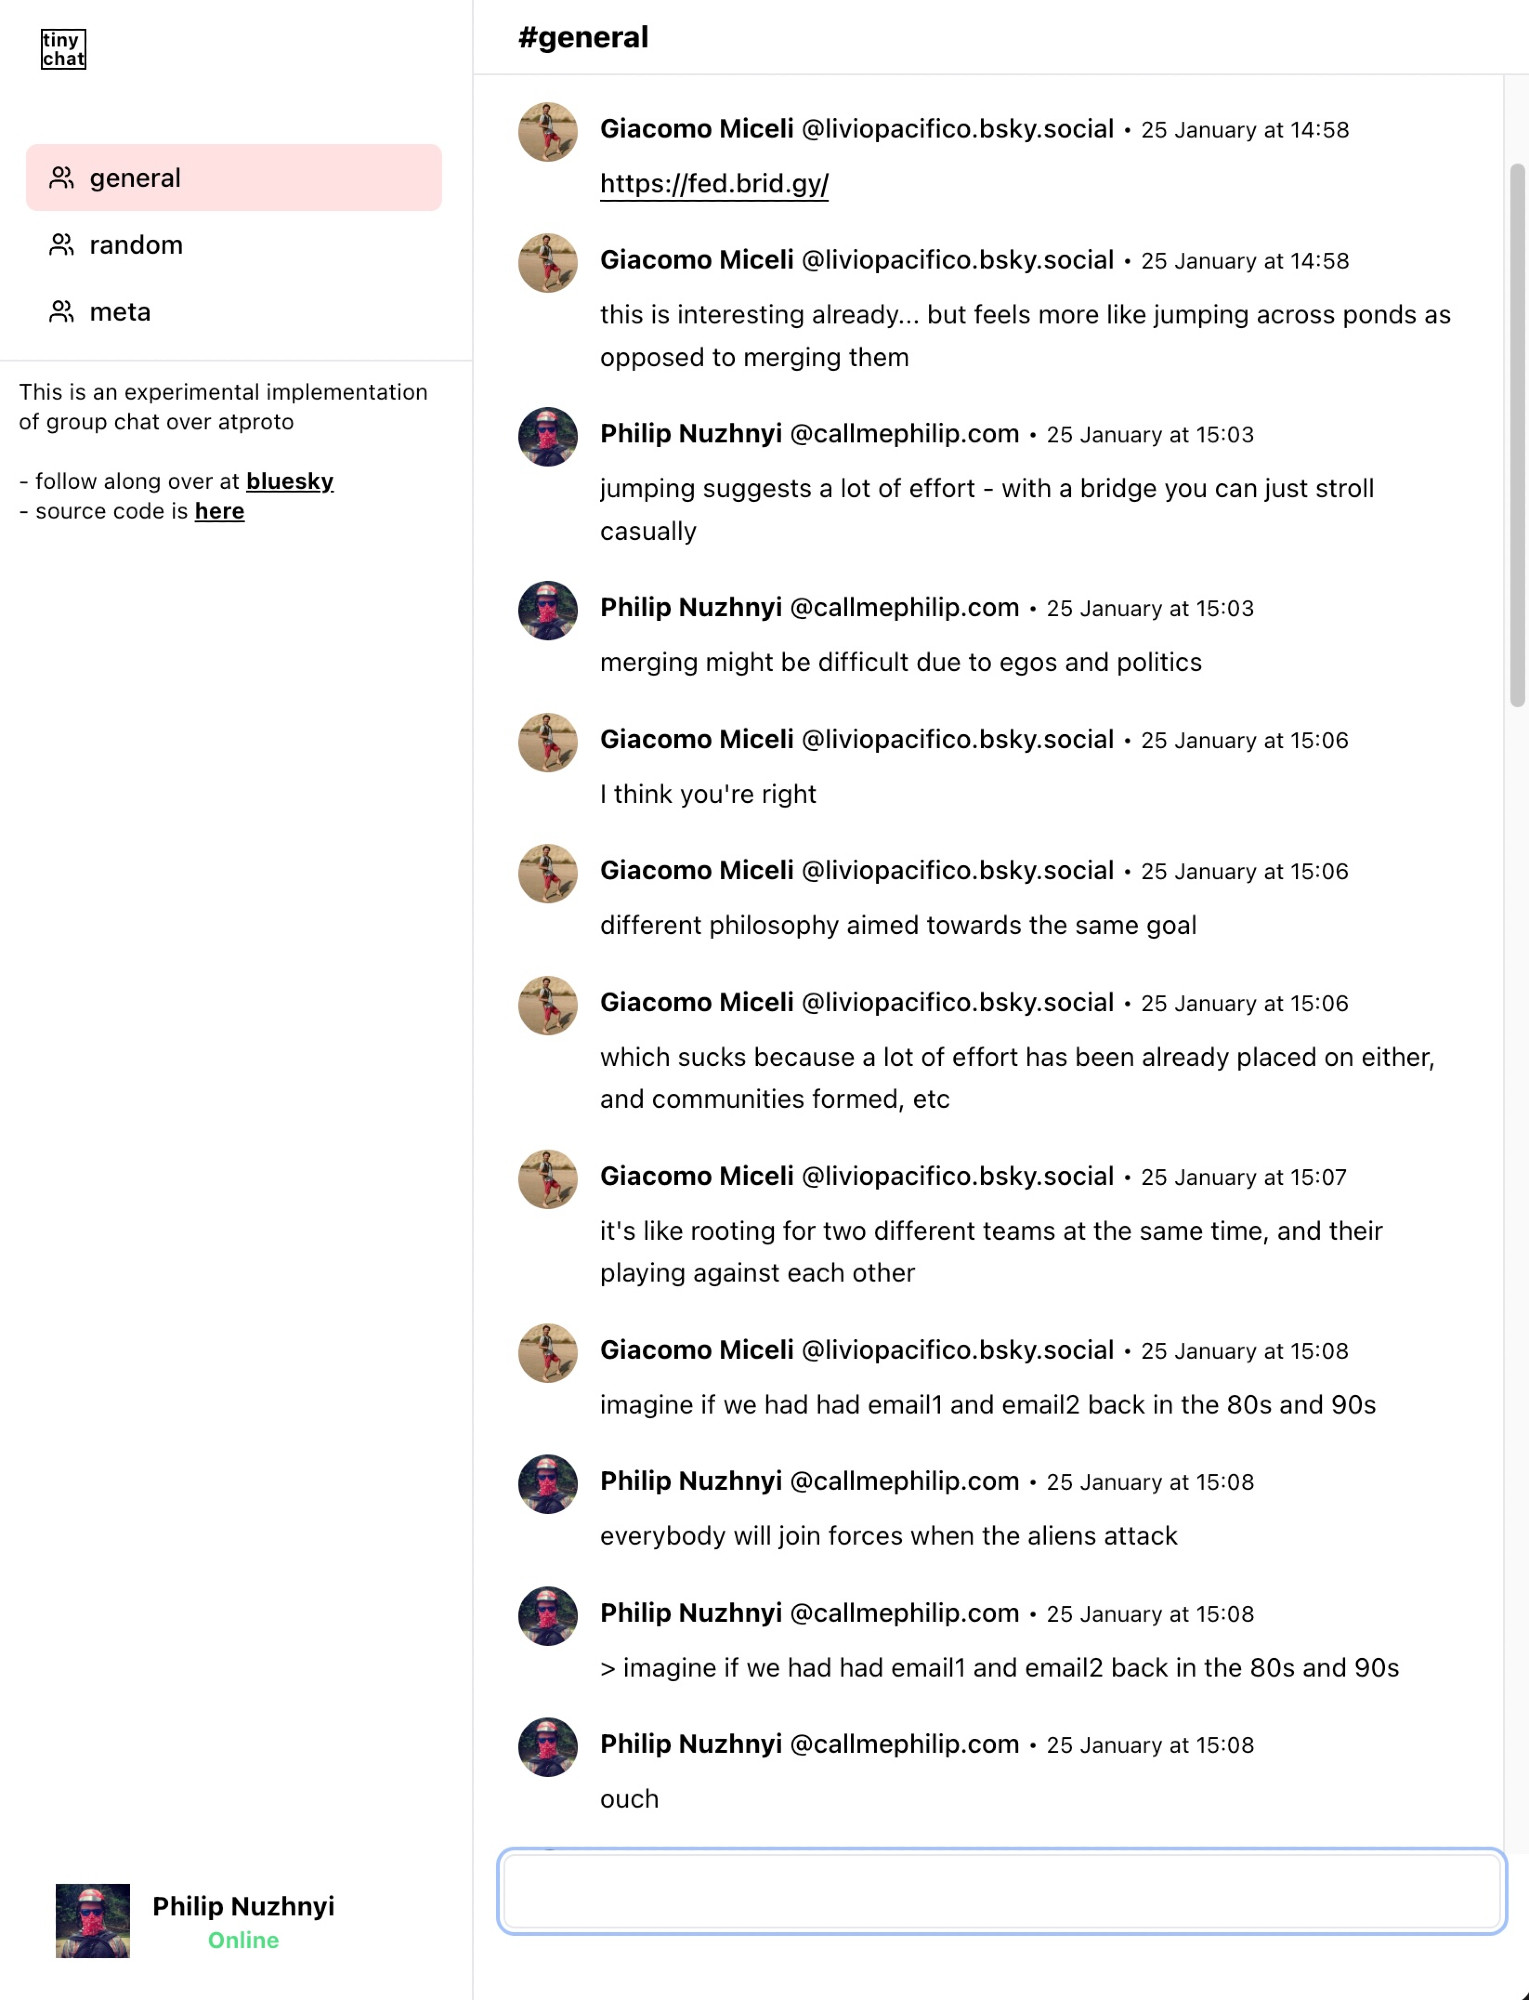 tiny
chat
general
random
meta
This is an experimental implementation
of group chat over atproto
- follow along over at bluesky
- source code is here
Philip Nuzhnyi
Online
#general
Giacomo Miceli @liviopacifico.bsky.social • 25 January at 14:58
https://fed.brid.gy/
Giacomo Miceli @liviopacifico.bsky.social • 25 January at 14:58
this is interesting already... but feels more like jumping across ponds as
opposed to merging them
Philip Nuzhnyi @callmephilip.com • 25 January at 15:03
jumping suggests a lot of effort - with a bridge you can just stroll
casually
Philip Nuzhnyi @callmephilip.com • 25 January at 15:03
merging might be difficult due to egos and politics
Giacomo Miceli @liviopacifico.bsky.social • 25 January at 15:06
I think you're right
Giacomo Miceli @liviopacifico.bsky.social • 25 January at 15:06
different philosophy aimed towards the same goal
Giacomo Miceli @liviopacifico.bsky.social • 25 January at 15:06
which sucks because a lot of effort has been already placed on either,
and communities formed, etc
Giacomo Miceli @liviopacifico.bsky.social • 25 January at 15:07
it's like rooting for two different teams at the same time, and their
playing against each other
Giacomo Miceli @liviopacifico.bsky.social • 25 January at 15:08
imagine if we had had email1 and email2 back in the 80s and 90s
Philip Nuzhnyi @callmephilip.com • 25 January at 15:08
everybody will join forces when the aliens attack
Philip Nuzhnyi @callmephilip.com • 25 January at 15:08
> imagine if we had had email1 and email2 back in the 80s and 90s
Philip Nuzhnyi @callmephilip.com • 25 January at 15:08
ouch